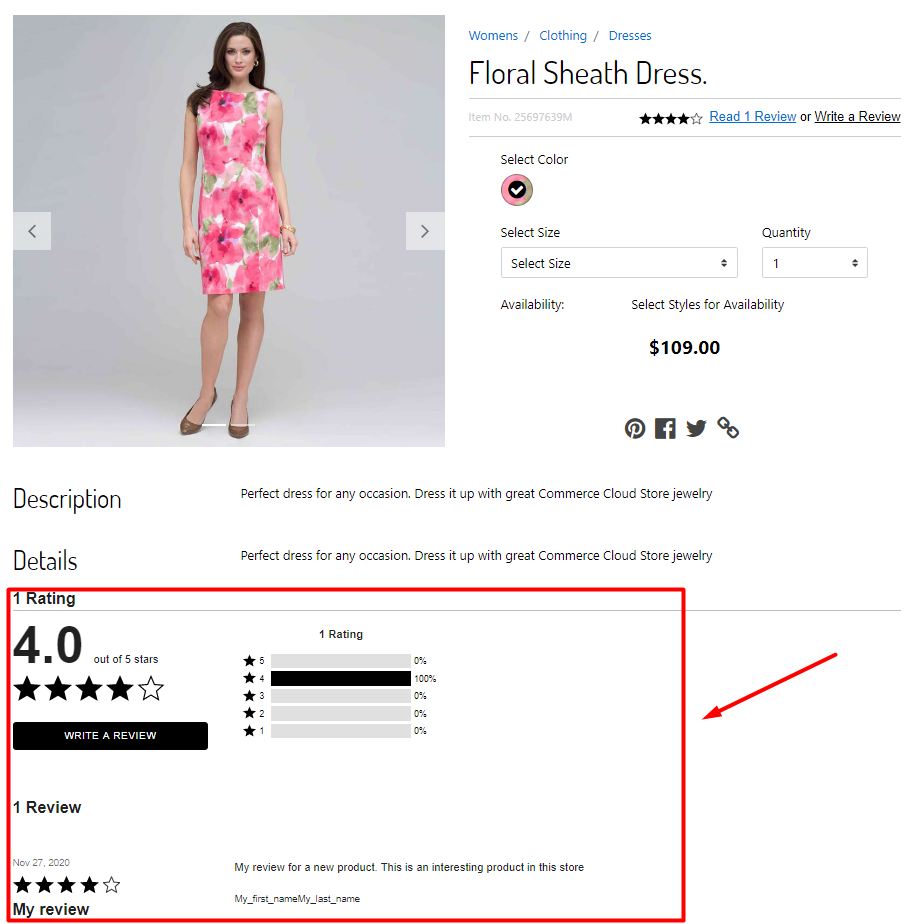 Womens / Clothing / Dresses
Floral Sheath Dress.
Item No. 25697639M
Read 1 Review or Write a Review
Select Color
Select Size Quantity
Select Size 1
Availability: Select Styles for Availability
$109.00
Description Perfect dress for any occasion. Dress it up with great Commerce Cloud Store jewelry
Details Perfect dress for any occasion. Dress it up with great Commerce Cloud Store jewelry
1 Rating
4.0 out of 5 stars
WRITE A REVIEW
1 Rating
5 0%
4 100%
3 0%
2 0%
1 0%
1 Review
Nov 27, 2020
My review
My review for a new product. This is an interesting product in this store
My_first_nameMy_last_name